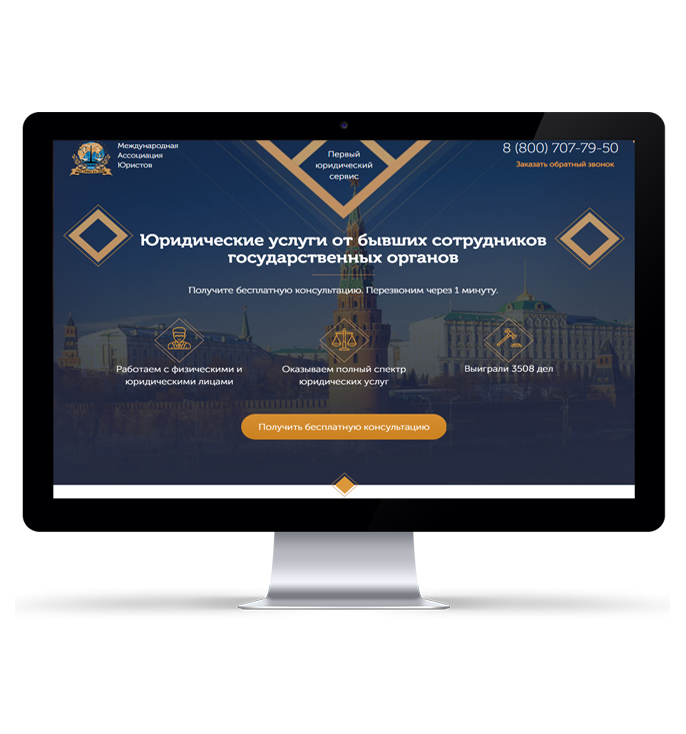 Международная
Ассоциация
Юристов
Первый
юридический
сервис
8 (800) 707-79-50
Заказать обратный звонок
Юридические услуги от бывших сотрудников
государственных органов
Получите бесплатную консультацию. Перезвоним через 1 минуту.
Работаем с физическими и
юридическими лицами
Оказываем полный спектр
юридических услуг
Выиграли 3508 дел
Получить бесплатную консультацию